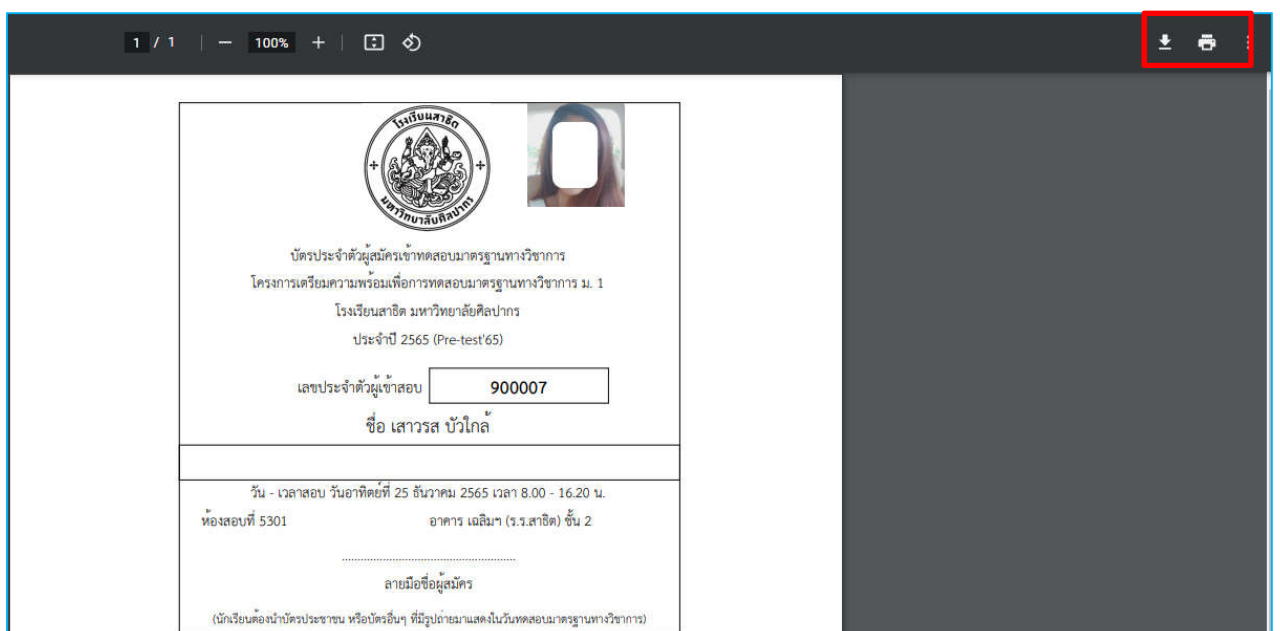 1 / 1 | − 100% + |
โรงเรียนสาธิต
มหาวิทยาลัยศิลปากร
บัตรประจำตัวผู้สมัครเข้าทดสอบมาตรฐานทางวิชาการ
โครงการเตรียมความพร้อมเพื่อการทดสอบมาตรฐานทางวิชาการ ม. 1
โรงเรียนสาธิต มหาวิทยาลัยศิลปากร
ประจำปี 2565 (Pre-test'65)
เลขประจำตัวผู้เข้าสอบ 900007
ชื่อ เสาวรส บัวใกล้
วัน - เวลาสอบ วันอาทิตย์ที่ 25 ธันวาคม 2565 เวลา 8.00 - 16.20 น.
ห้องสอบที่ 5301 อาคาร เฉลิมฯ (ร.ร.สาธิต) ชั้น 2
........................................................
ลายมือชื่อผู้สมัคร
(นักเรียนต้องนำบัตรประชาชน หรือบัตรอื่นๆ ที่มีรูปถ่ายมาแสดงในวันทดสอบมาตรฐานทางวิชาการ)